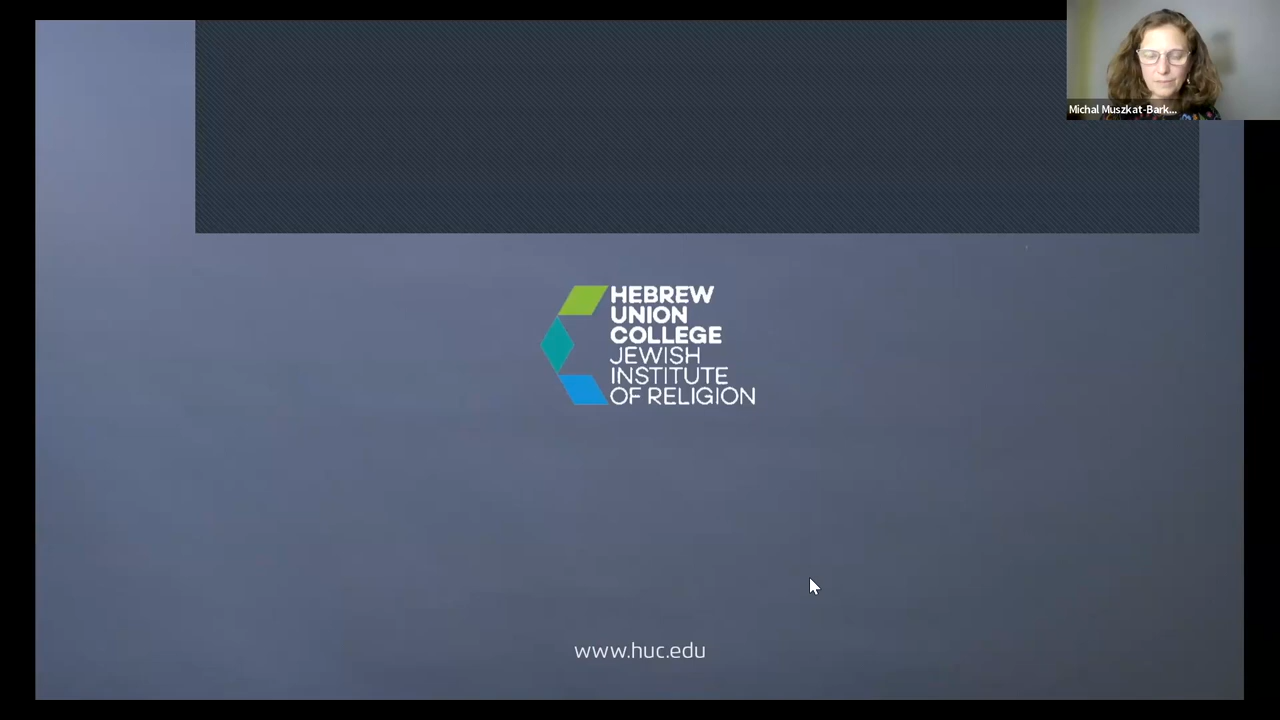 Michal Muszkat-Bark...
HEBREW
UNION
COLLEGE
JEWISH
INSTITUTE
OF RELIGION
www.huc.edu